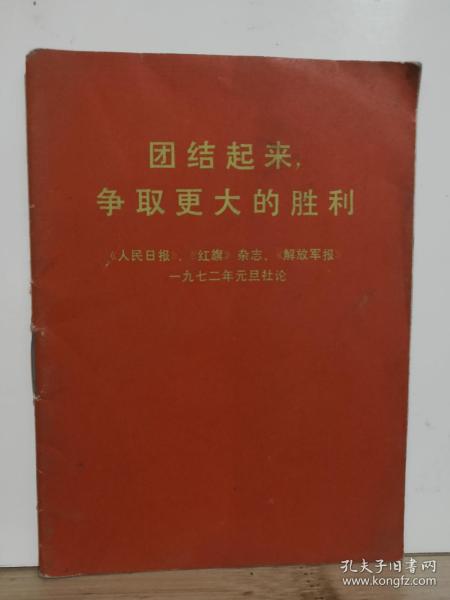 团结起来，
争取更大的胜利
《人民日报》、《红旗》杂志、《解放军报》
一九七二年元旦社论
孔夫子旧书网
www.kongfz.com